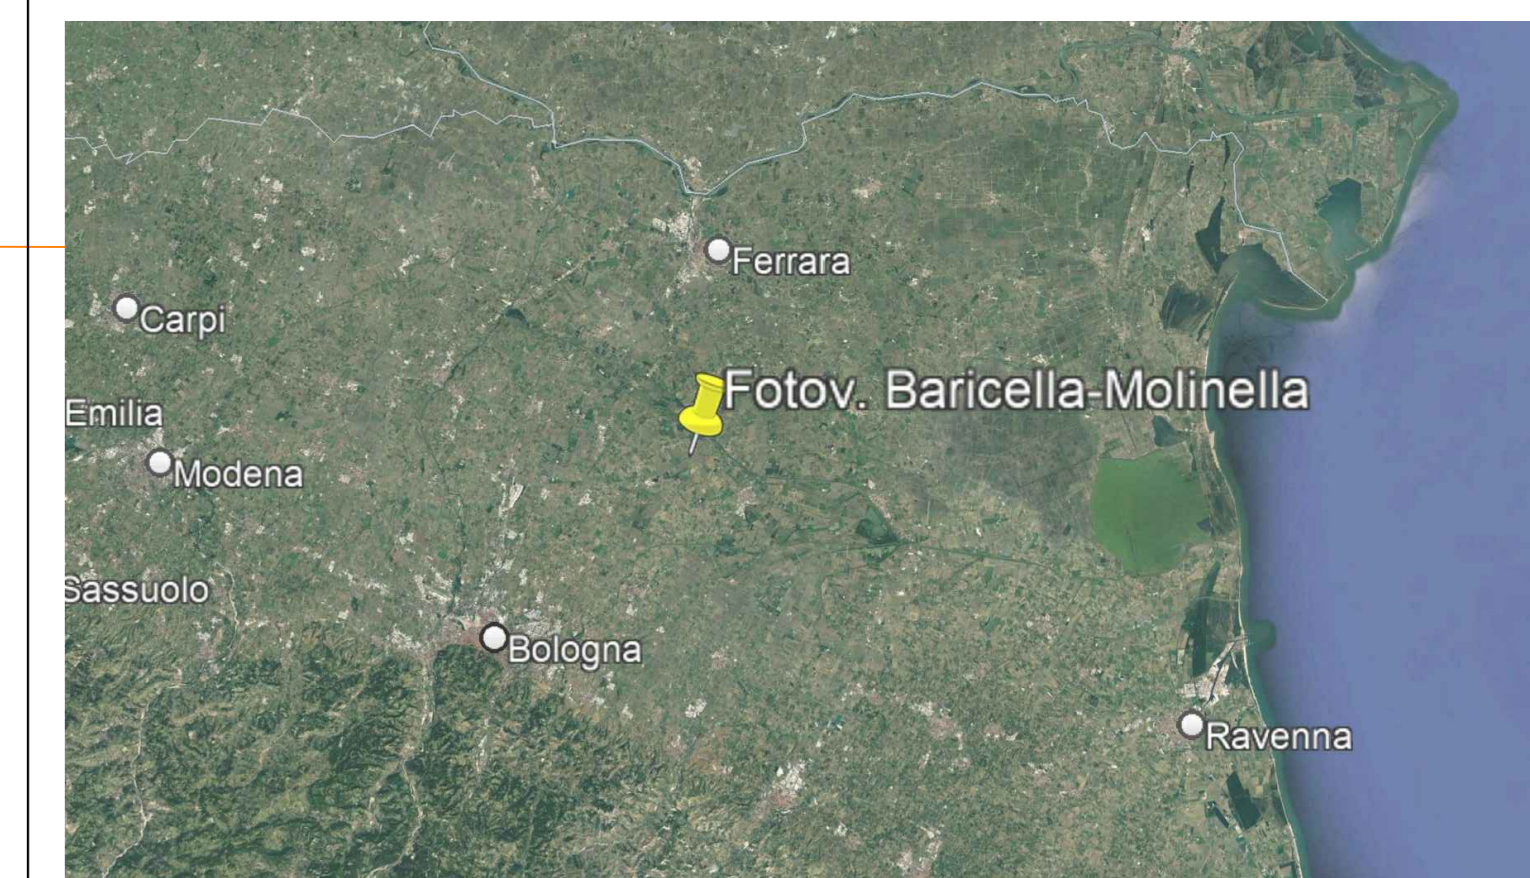 Ferrara
Carpi
Fotov. Baricella-Molinella
Emilia
Modena
Sassuolo
Bologna
Ravenna